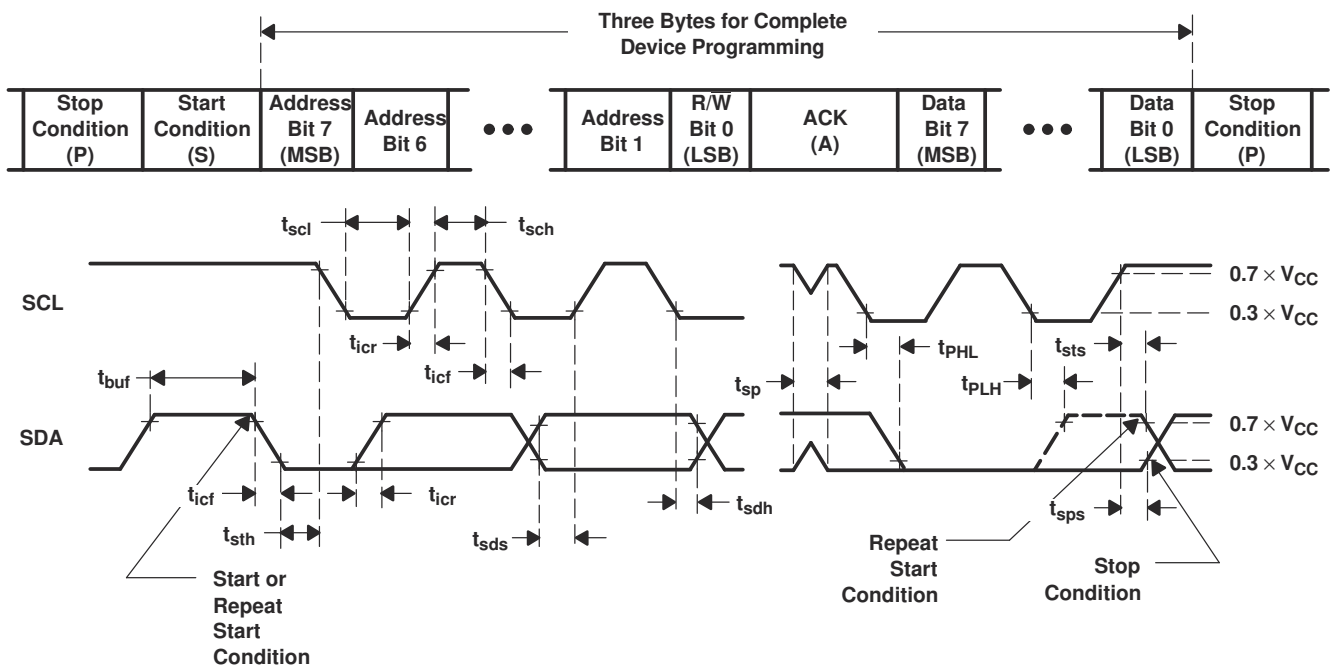 Three Bytes for Complete
Device Programming
Stop
Condition
(P)
Start
Condition
(S)
Address
Bit 7
(MSB)
Address
Bit 6
•••
Address
Bit 1
R/W̅
Bit 0
(LSB)
ACK
(A)
Data
Bit 7
(MSB)
•••
Data
Bit 0
(LSB)
Stop
Condition
(P)
tscl
tsch
SCL
0.7 × VCC
0.3 × VCC
ticr
ticf
tPHL
tsts
tbuf
tsp
tPLH
SDA
0.7 × VCC
0.3 × VCC
ticf
ticr
tsdh
tsps
tsth
tsds
Start or
Repeat
Start
Condition
Repeat
Start
Condition
Stop
Condition